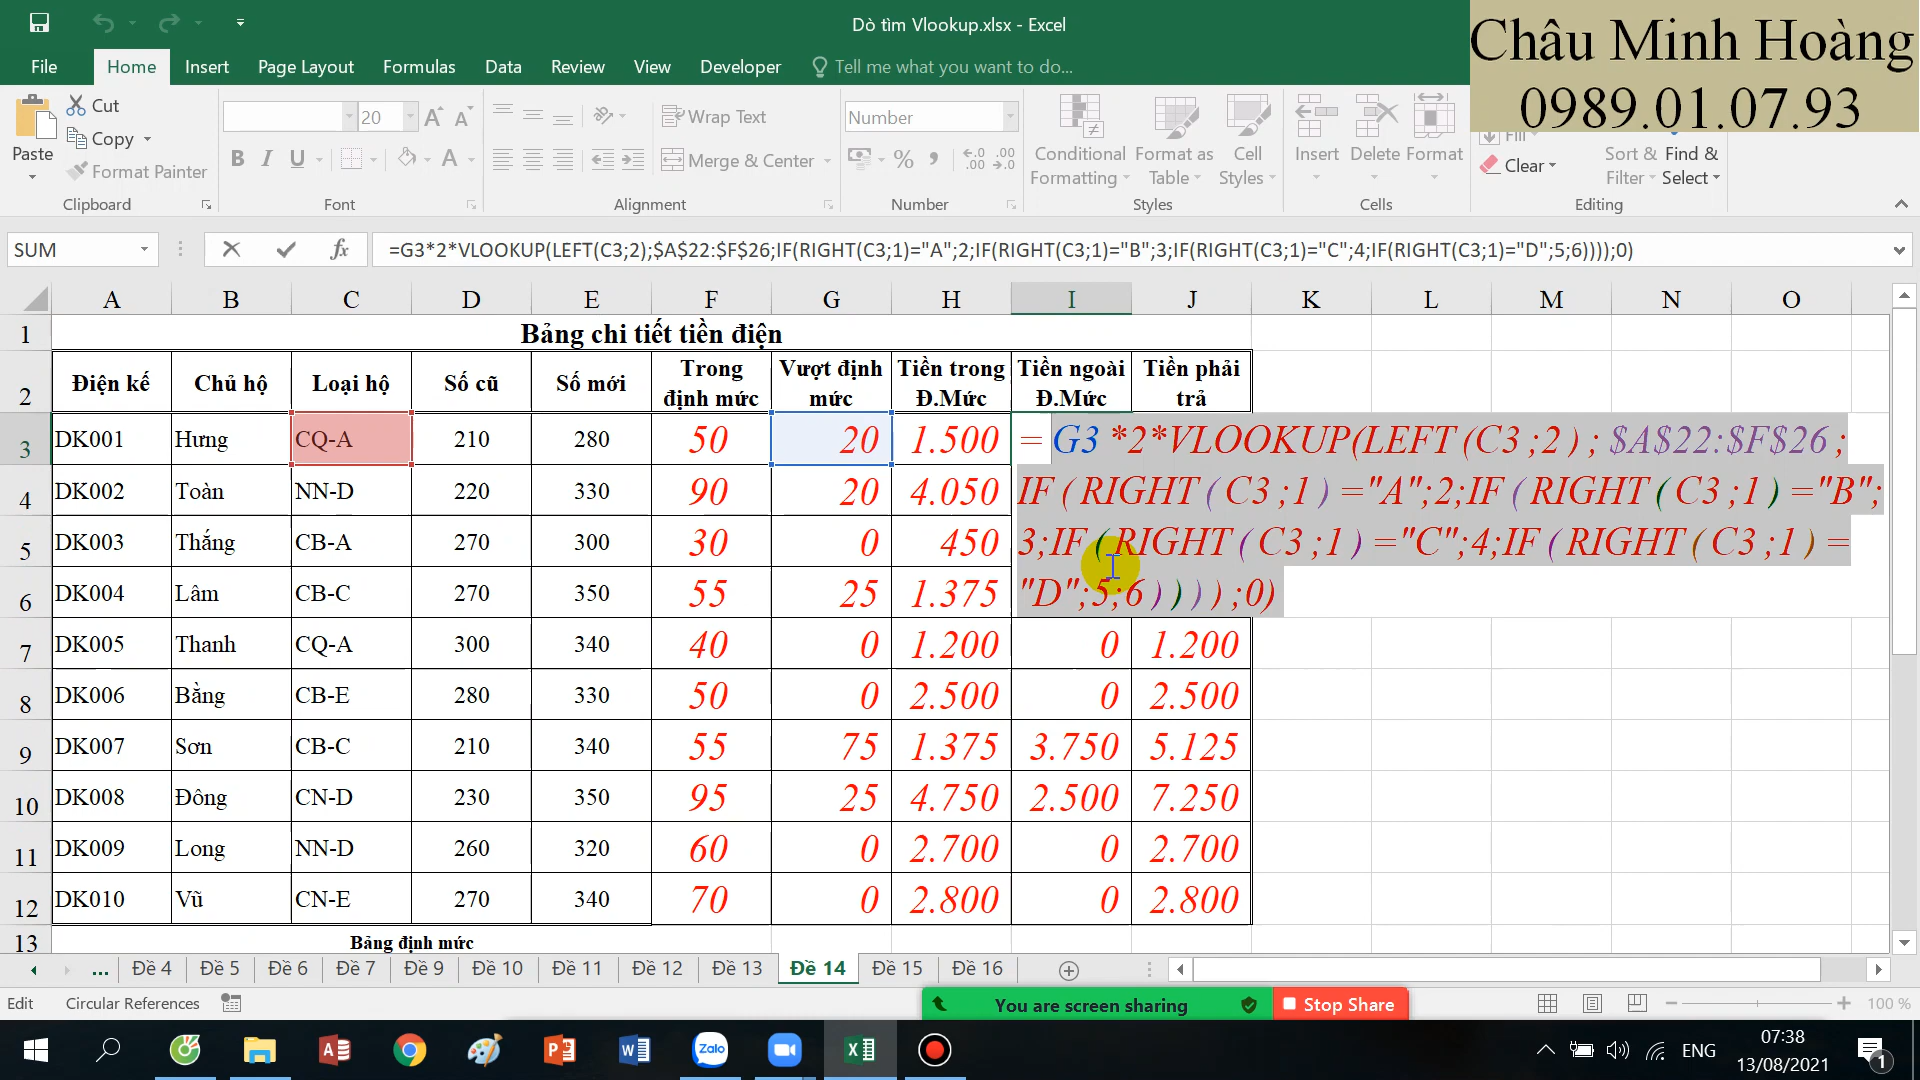 Dò tìm Vlookup.xlsx - Excel
Châu Minh Hoàng
0989.01.07.93
File Home Insert Page Layout Formulas Data Review View Developer Tell me what you want to do...
Cut
Copy
Format Painter
Paste
Clipboard
20
Font
Wrap Text
Merge & Center
Alignment
Number
Number
Conditional Formatting
Format as Table
Cell Styles
Styles
Insert Delete Format
Cells
Fill
Clear
Sort & Filter
Find & Select
Editing
SUM
=G3*2*VLOOKUP(LEFT(C3;2);$A$22:$F$26;IF(RIGHT(C3;1)="A";2;IF(RIGHT(C3;1)="B";3;IF(RIGHT(C3;1)="C";4;IF(RIGHT(C3;1)="D";5;6))));0)
A B C D E F G H I J K L M N O
1 Bảng chi tiết tiền điện
2 Điện kế Chủ hộ Loại hộ Số cũ Số mới Trong định mức Vượt định mức Tiền trong Đ.Mức Tiền ngoài Đ.Mức Tiền phải trả
3 DK001 Hưng CQ-A 210 280 50 20 1.500 = G3 *2*VLOOKUP(LEFT(C3;2); $A$22:$F$26;
4 DK002 Toàn NN-D 220 330 90 20 4.050 IF(RIGHT(C3;1)="A";2;IF(RIGHT(C3;1)="B";
5 DK003 Thắng CB-A 270 300 30 0 450 3;IF(RIGHT(C3;1)="C";4;IF(RIGHT(C3;1)=
6 DK004 Lâm CB-C 270 350 55 25 1.375 "D";5;6))));0)
7 DK005 Thanh CQ-A 300 340 40 0 1.200 0 1.200
8 DK006 Bằng CB-E 280 330 50 0 2.500 0 2.500
9 DK007 Sơn CB-C 210 340 55 75 1.375 3.750 5.125
10 DK008 Đông CN-D 230 350 95 25 4.750 2.500 7.250
11 DK009 Long NN-D 260 320 60 0 2.700 0 2.700
12 DK010 Vũ CN-E 270 340 70 0 2.800 0 2.800
13 Bảng định mức
... Đề 4 Đề 5 Đề 6 Đề 7 Đề 9 Đề 10 Đề 11 Đề 12 Đề 13 Đề 14 Đề 15 Đề 16
Edit Circular References
You are screen sharing
Stop Share
100 %
Zalo
ENG
07:38
13/08/2021
1